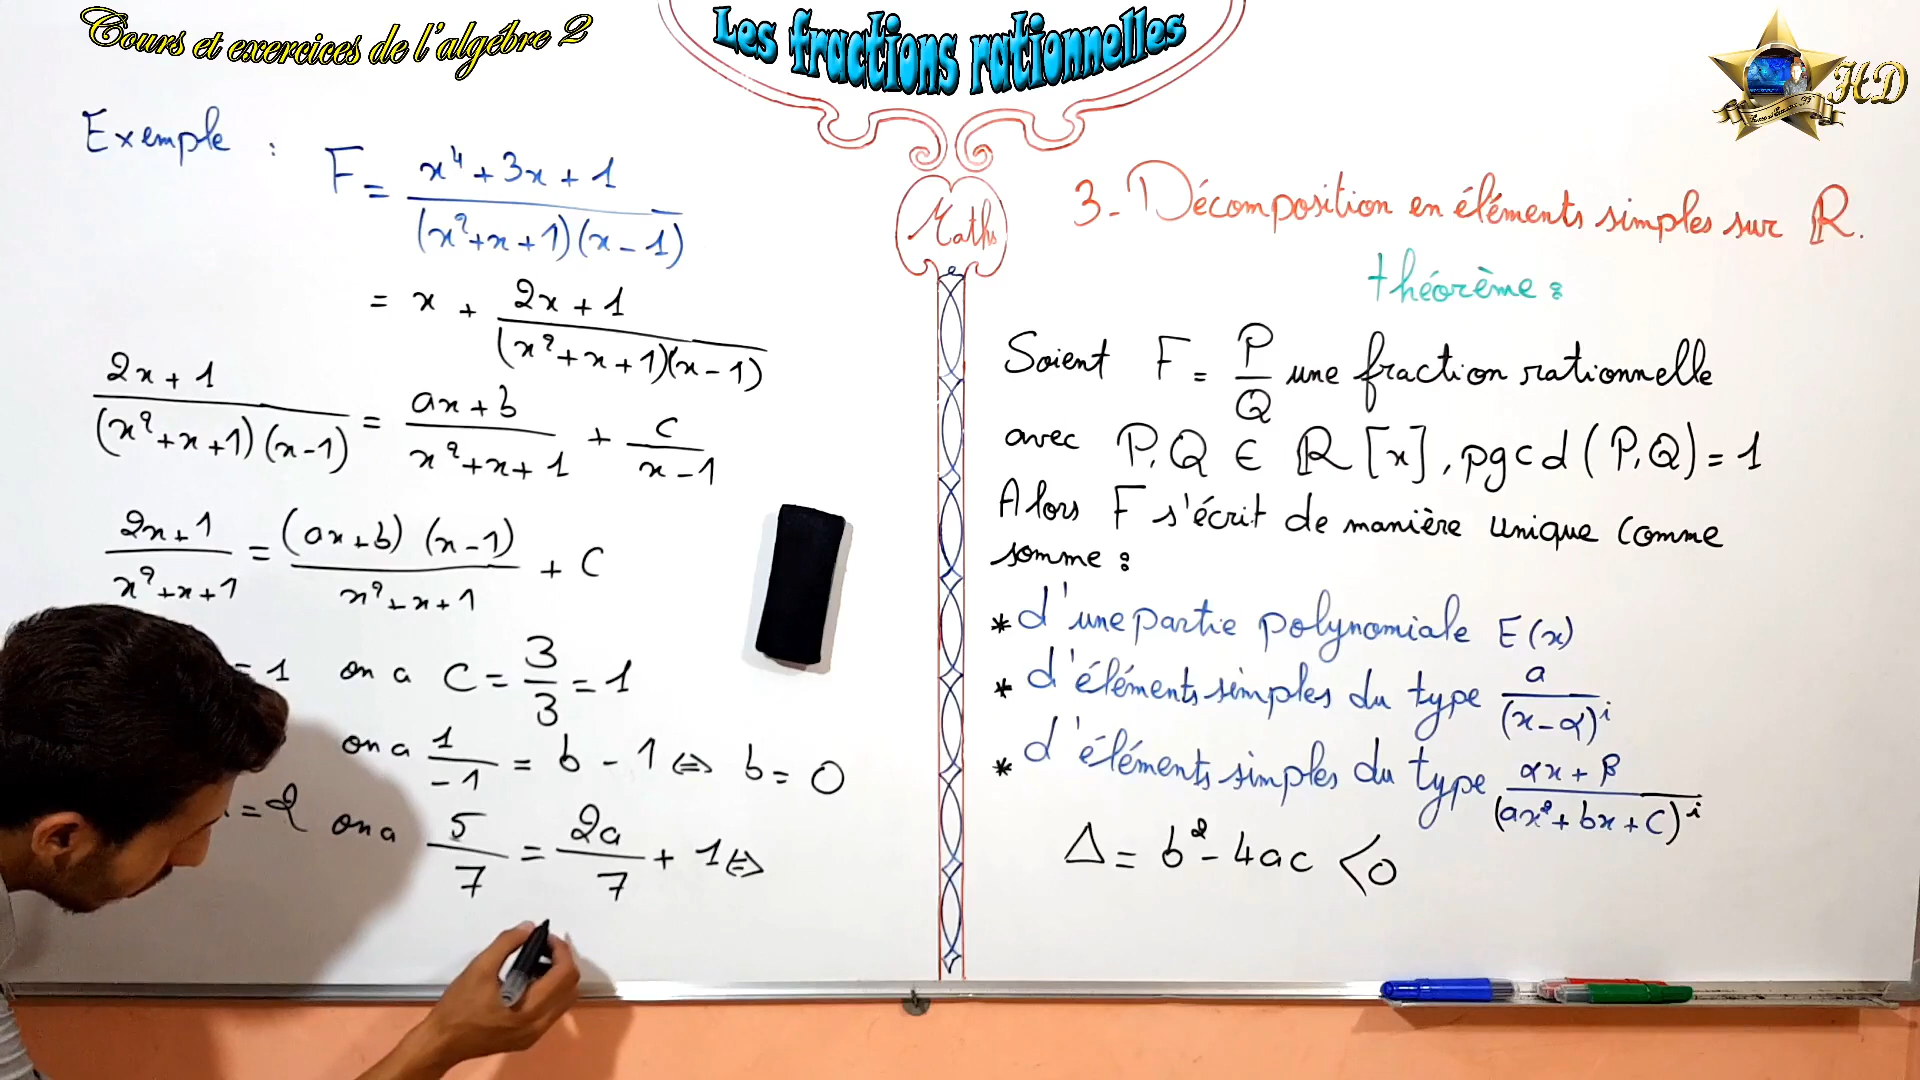 Cours et exercices de l'algébre 2
Les fractions rationnelles
HD
Exemple :
F = (x⁴ + 3x + 1) / ((x² + x + 1)(x - 1))
= x + (2x + 1) / ((x² + x + 1)(x - 1))
(2x + 1) / ((x² + x + 1)(x - 1)) = (ax + b) / (x² + x + 1) + c / (x - 1)
(2x + 1) / (x² + x + 1) = (ax + b)(x - 1) / (x² + x + 1) + C
= 1 on a C = 3/3 = 1
on a 1/-1 = b - 1 ⇔ b = 0
= 2 on a 5/7 = 2a/7 + 1 ⇔
Maths
3 - Décomposition en éléments simples sur R.
théorème :
Soient F = P/Q une fraction rationnelle
avec P, Q ∈ R [x], pgcd (P, Q) = 1
Alors F s'écrit de manière unique comme
somme :
* d'une partie polynomiale E(x)
* d'éléments simples du type a / (x - α)ⁱ
* d'éléments simples du type (αx + β) / (ax² + bx + C)ⁱ
Δ = b² - 4ac < 0